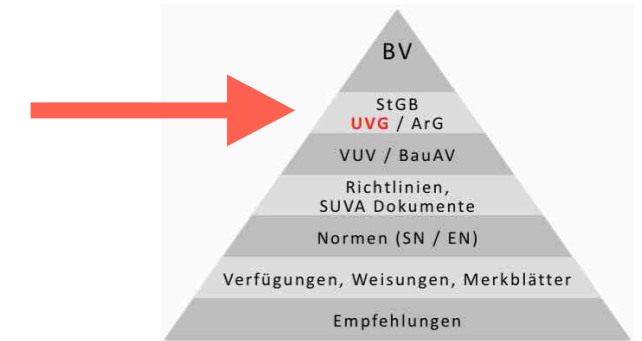 BV
StGB
UVG / ArG
VUV / BauAV
Richtlinien,
SUVA Dokumente
Normen (SN / EN)
Verfügungen, Weisungen, Merkblätter
Empfehlungen